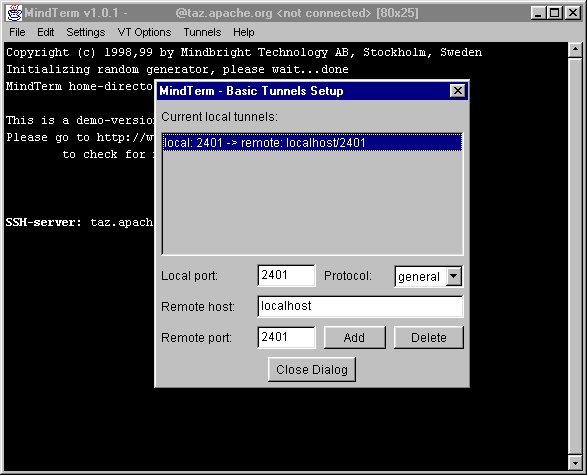 MindTerm v1.0.1 - @taz.apache.org <not connected> [80x25]
File Edit Settings VT Options Tunnels Help
Copyright (c) 1998,99 by Mindbright Technology AB, Stockholm, Sweden
Initializing random generator, please wait...done
MindTerm home-directo
This is a demo-version
Please go to http://w
to check for
SSH-server: taz.apach
MindTerm - Basic Tunnels Setup
Current local tunnels:
local: 2401 -> remote: localhost/2401
Local port: 2401 Protocol: general
Remote host: localhost
Remote port: 2401 Add Delete
Close Dialog